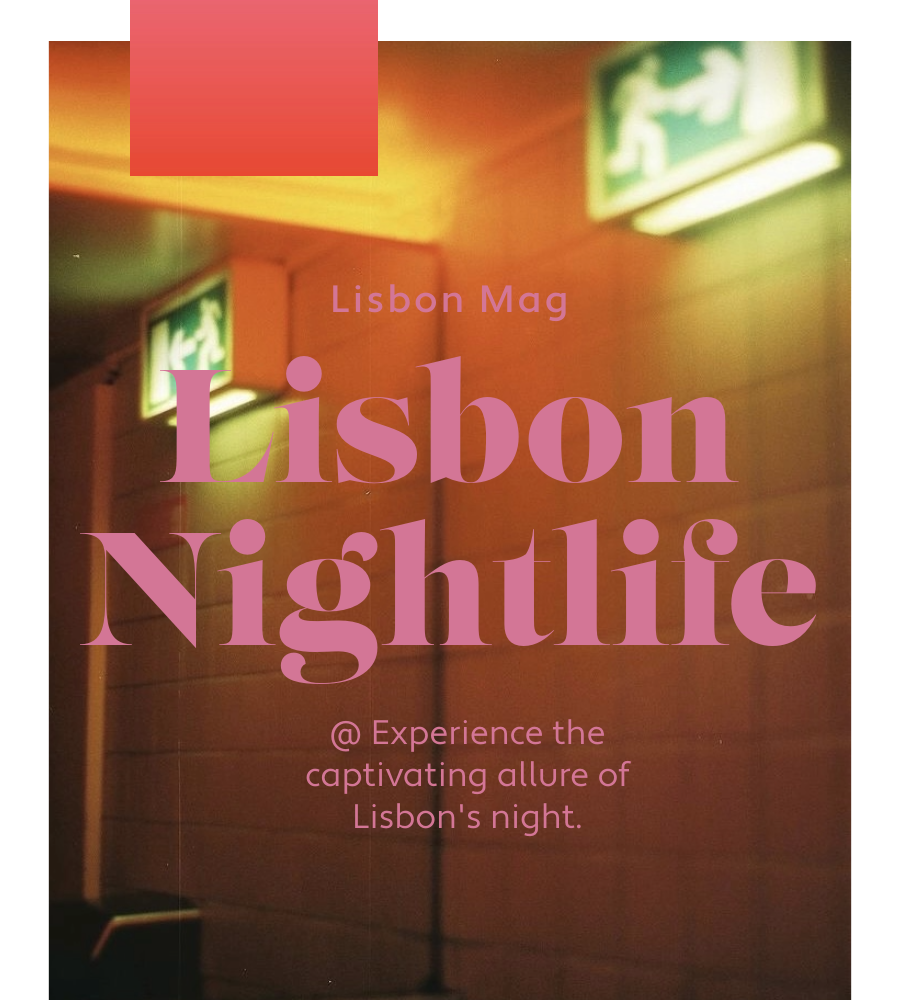 Lisbon Mag
Lisbon
Nightlife
@ Experience the
captivating allure of
Lisbon's night.